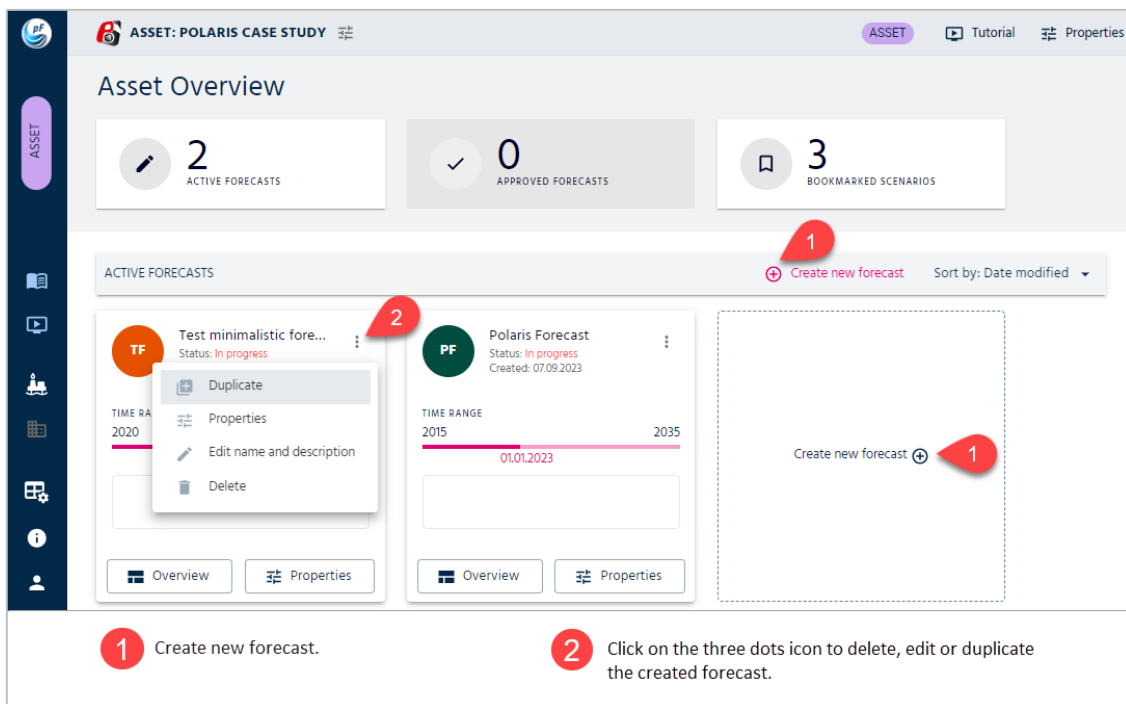 pF
ASSET: POLARIS CASE STUDY
ASSET
Tutorial
Properties
ASSET
Asset Overview
2
ACTIVE FORECASTS
0
APPROVED FORECASTS
3
BOOKMARKED SCENARIOS
1
ACTIVE FORECASTS
Create new forecast
Sort by: Date modified
2
TF
Test minimalistic fore...
Status: In progress
Duplicate
Properties
Edit name and description
Delete
TIME RA
2020
PF
Polaris Forecast
Status: In progress
Created: 07.09.2023
TIME RANGE
2015 2035
01.01.2023
Create new forecast
1
Overview
Properties
Overview
Properties
1 Create new forecast.
2 Click on the three dots icon to delete, edit or duplicate
the created forecast.